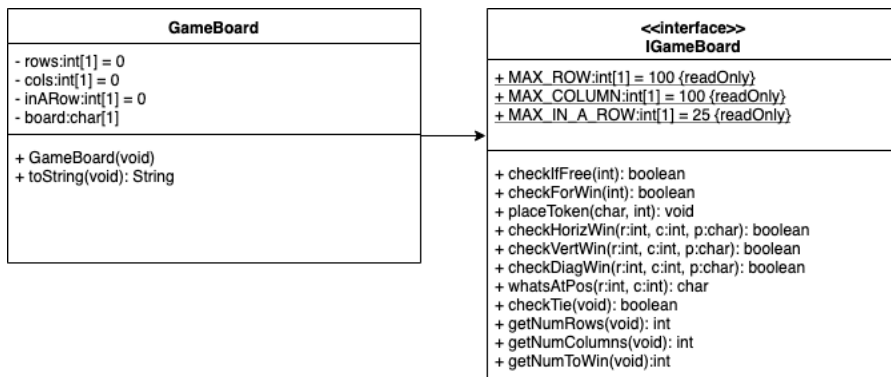 GameBoard
- rows:int[1] = 0
- cols:int[1] = 0
- inARow:int[1] = 0
- board:char[1]
+ GameBoard(void)
+ toString(void): String
<<interface>>
IGameBoard
+ MAX_ROW:int[1] = 100 {readOnly}
+ MAX_COLUMN:int[1] = 100 {readOnly}
+ MAX_IN_A_ROW:int[1] = 25 {readOnly}
+ checkIfFree(int): boolean
+ checkForWin(int): boolean
+ placeToken(char, int): void
+ checkHorizWin(r:int, c:int, p:char): boolean
+ checkVertWin(r:int, c:int, p:char): boolean
+ checkDiagWin(r:int, c:int, p:char): boolean
+ whatsAtPos(r:int, c:int): char
+ checkTie(void): boolean
+ getNumRows(void): int
+ getNumColumns(void): int
+ getNumToWin(void):int